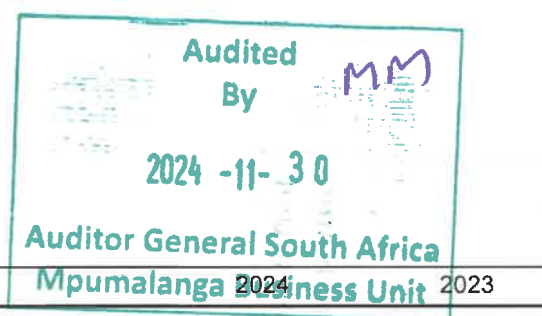 Audited
MM
By
2024 -11- 30
Auditor General South Africa
Mpumalanga Business Unit
2024 2023